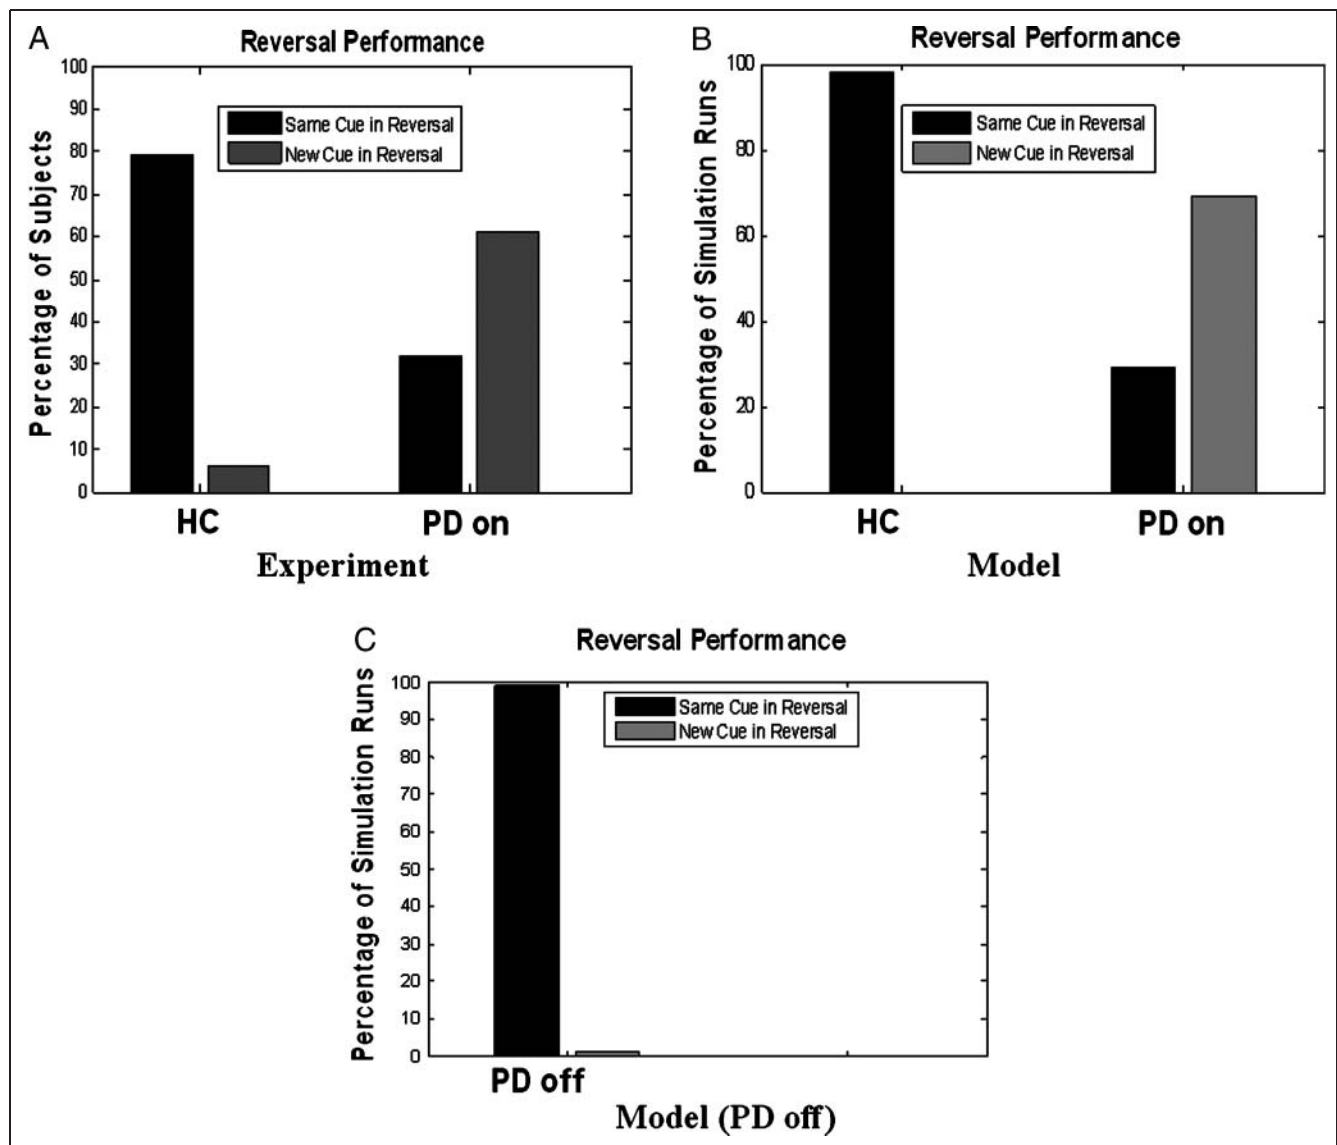 A
Reversal Performance
100
90
80
70
60
50
40
30
20
10
0
Percentage of Subjects
Same Cue in Reversal
New Cue in Reversal
HC
PD on
Experiment
B
Reversal Performance
100
80
60
40
20
0
Percentage of Simulation Runs
Same Cue in Reversal
New Cue in Reversal
HC
PD on
Model
C
Reversal Performance
100
90
80
70
60
50
40
30
20
10
0
Percentage of Simulation Runs
Same Cue in Reversal
New Cue in Reversal
PD off
Model (PD off)